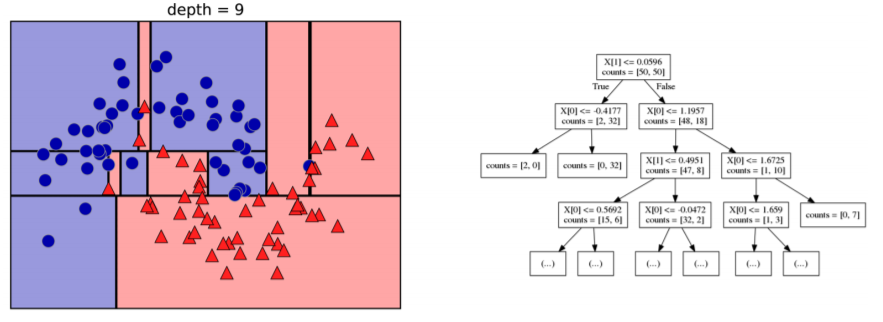 depth = 9
X[1] <= 0.0596
counts = [50, 50]
True
False
X[0] <= -0.4177
counts = [2, 32]
X[0] <= 1.1957
counts = [48, 18]
counts = [2, 0]
counts = [0, 32]
X[1] <= 0.4951
counts = [47, 8]
X[0] <= 1.6725
counts = [1, 10]
X[0] <= 0.5692
counts = [15, 6]
X[0] <= -0.0472
counts = [32, 2]
X[0] <= 1.659
counts = [1, 3]
counts = [0, 7]
(...)
(...)
(...)
(...)
(...)
(...)